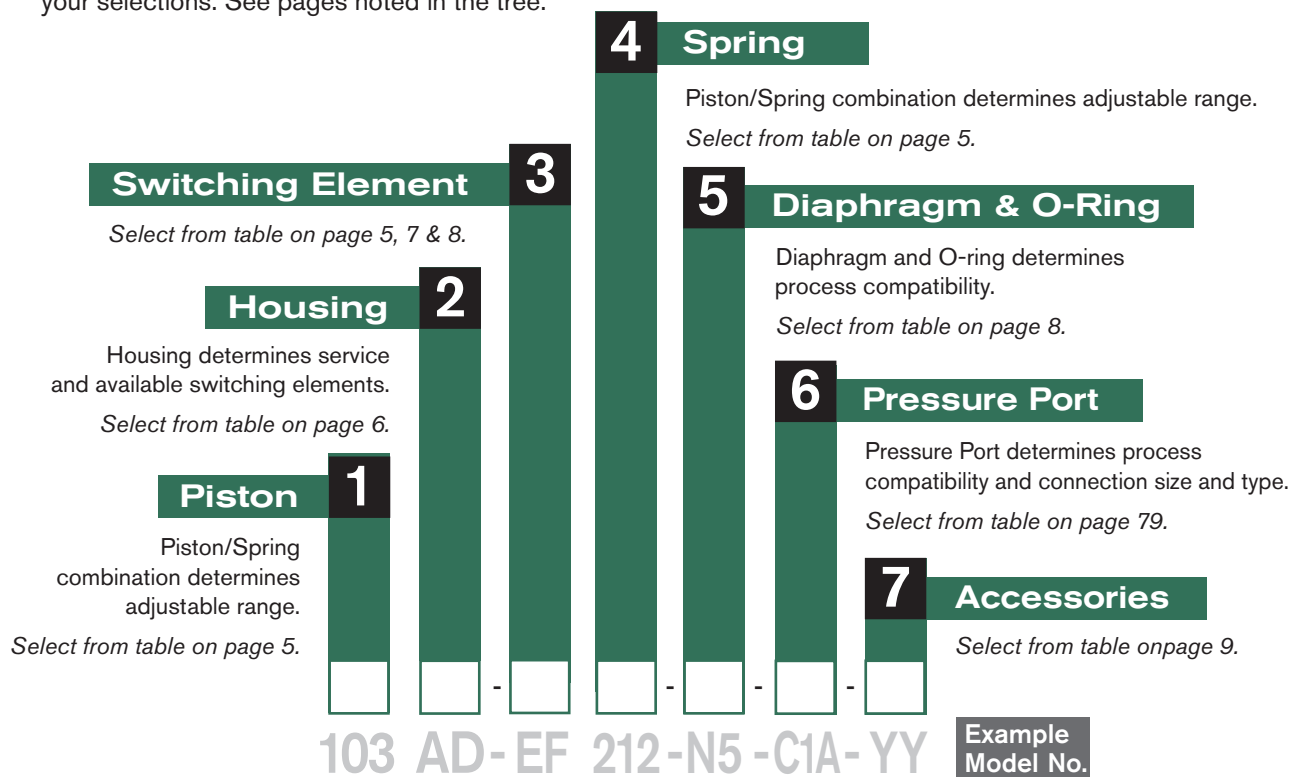 your selections. See pages noted in the tree.
4 Spring
Piston/Spring combination determines adjustable range.
Select from table on page 5.
3
Switching Element
Select from table on page 5, 7 & 8.
5 Diaphragm & O-Ring
Diaphragm and O-ring determines
process compatibility.
Select from table on page 8.
2
Housing
Housing determines service
and available switching elements.
Select from table on page 6.
6 Pressure Port
Pressure Port determines process
compatibility and connection size and type.
Select from table on page 79.
1
Piston
Piston/Spring
combination determines
adjustable range.
Select from table on page 5.
7 Accessories
Select from table onpage 9.
- - - -
103 AD-EF 212-N5-C1A-YY
Example
Model No.